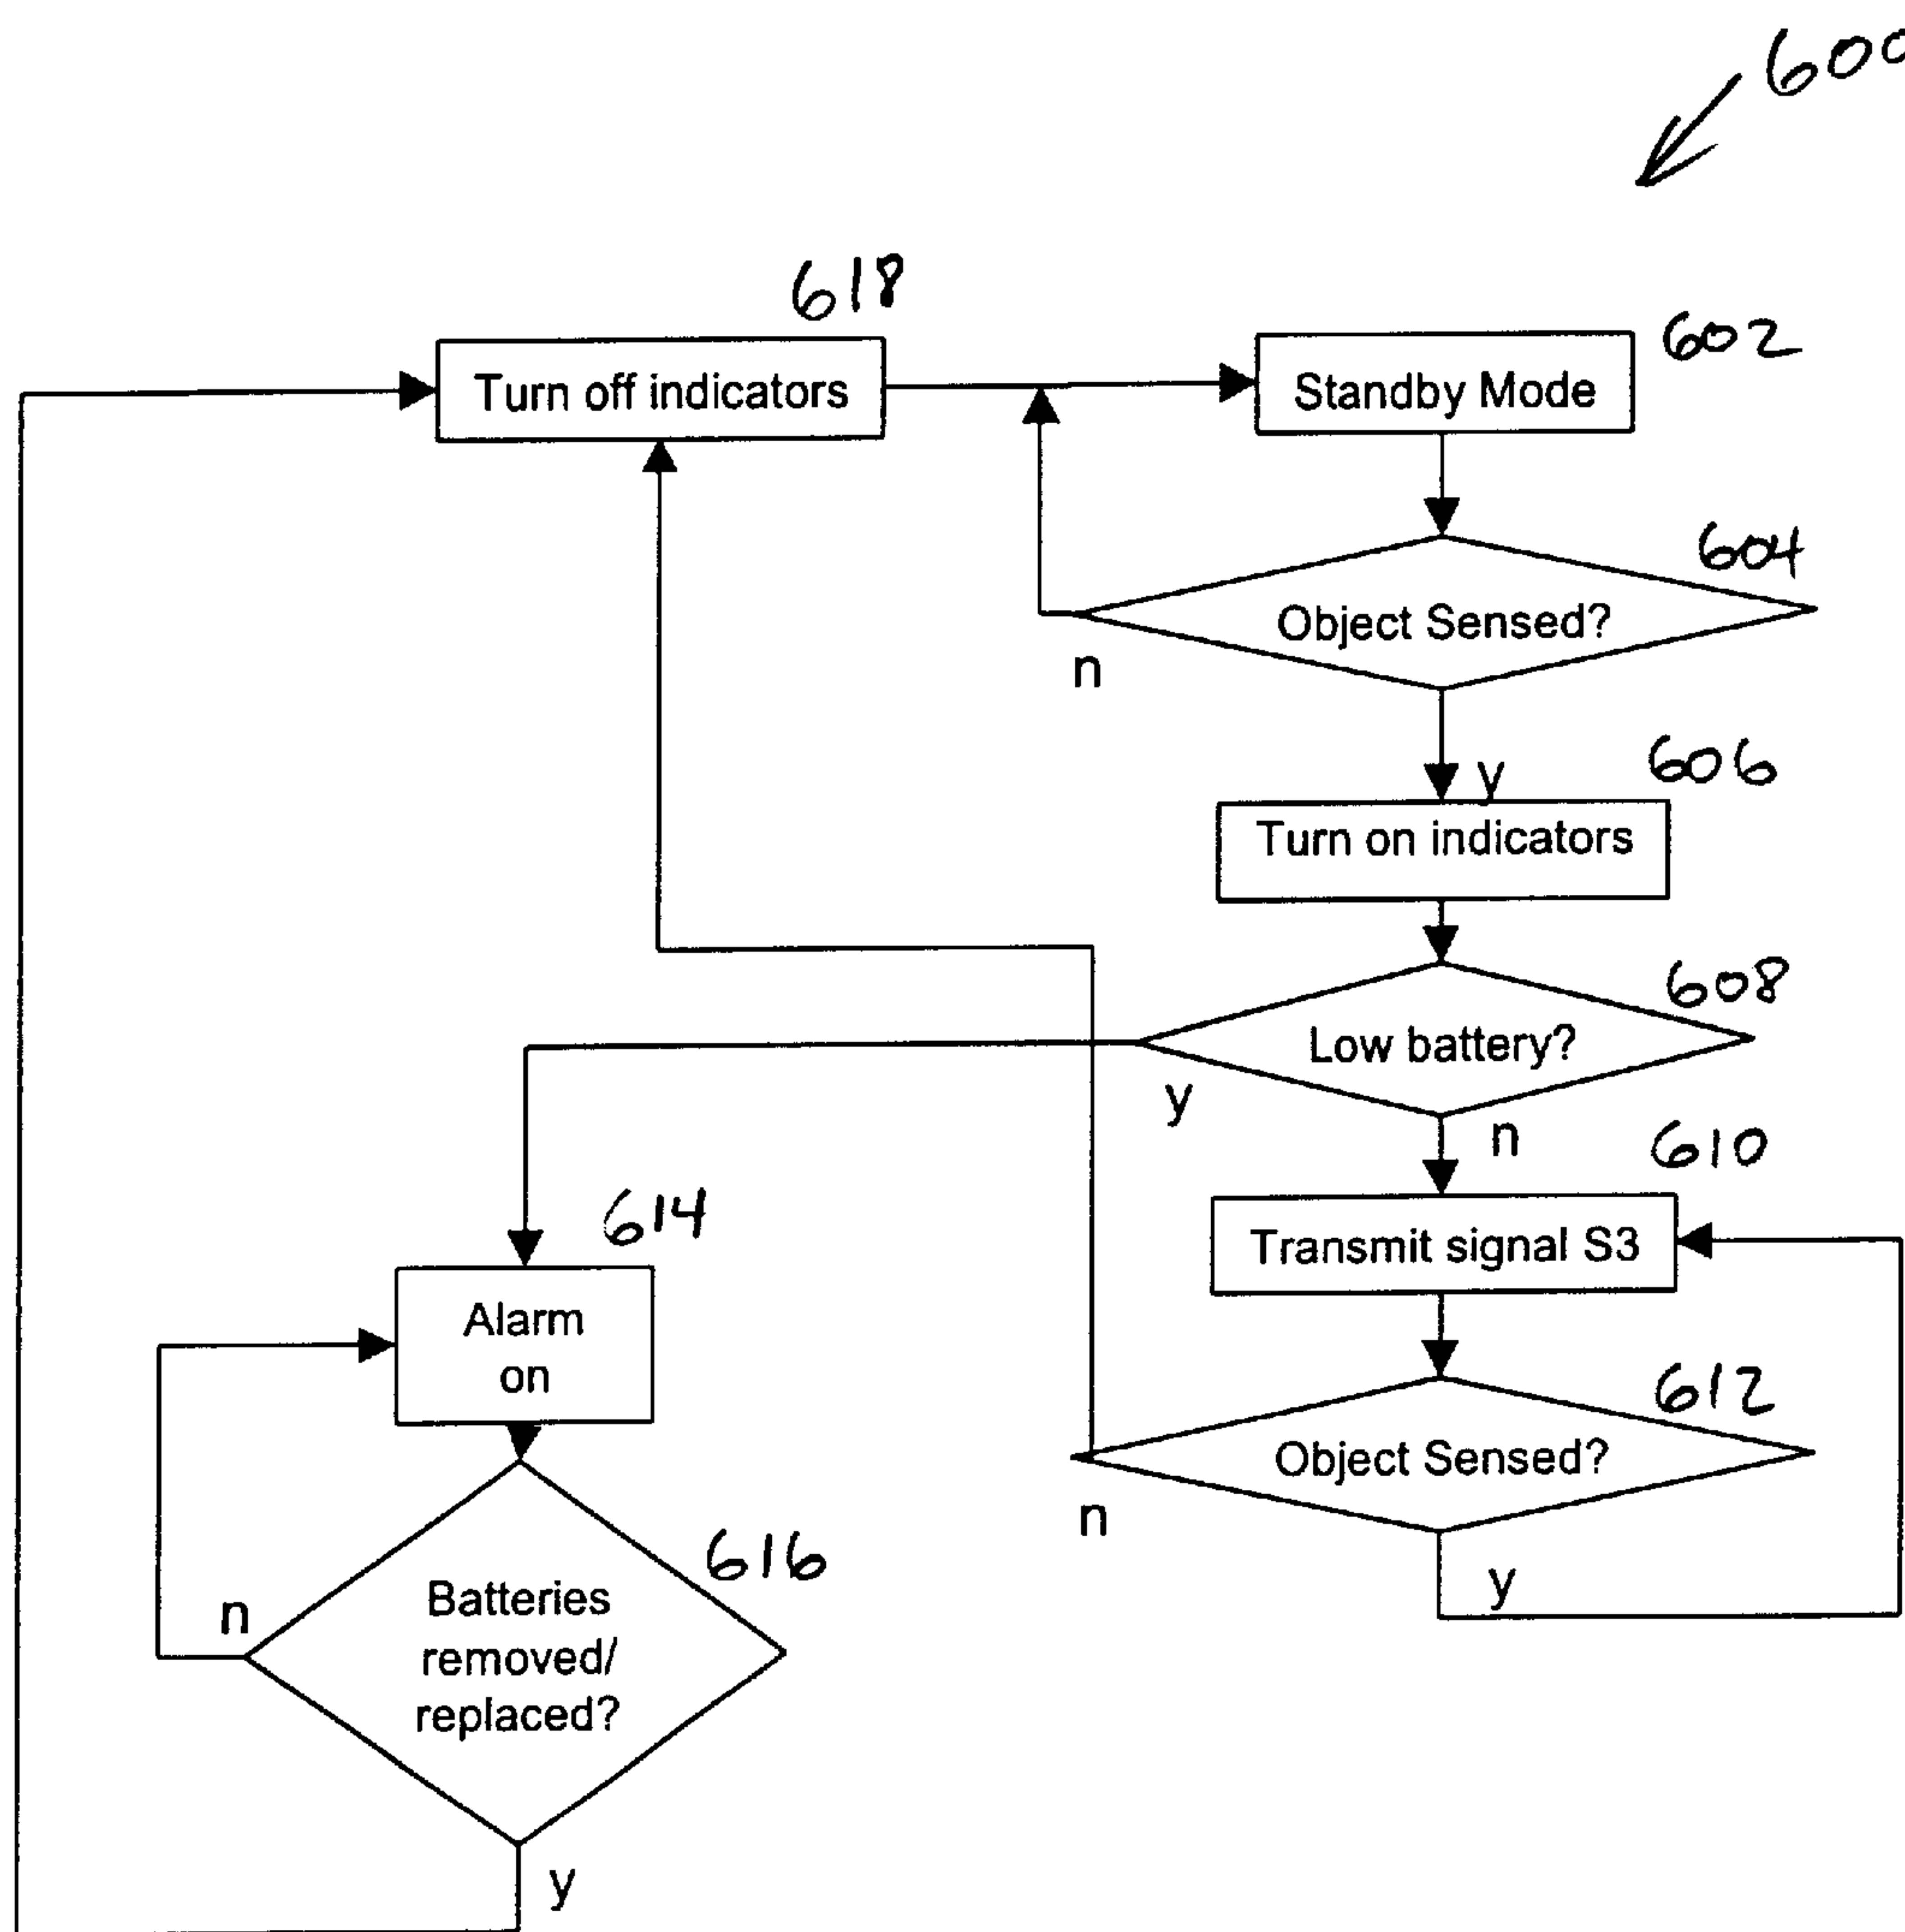 600
618
602
Turn off indicators
Standby Mode
604
Object Sensed?
n
606
y
Turn on indicators
608
Low battery?
y
n
610
614
Transmit signal S3
Alarm
on
612
Object Sensed?
n
616
y
n
Batteries
removed/
replaced?
y